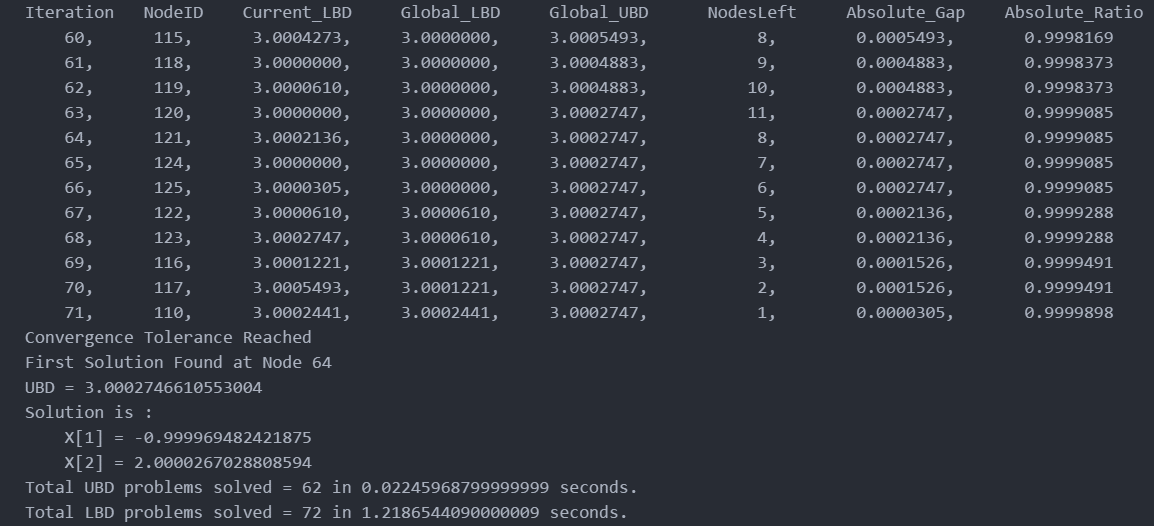 Iteration NodeID Current_LBD Global_LBD Global_UBD NodesLeft Absolute_Gap Absolute_Ratio
60, 115, 3.0004273, 3.0000000, 3.0005493, 8, 0.0005493, 0.9998169
61, 118, 3.0000000, 3.0000000, 3.0004883, 9, 0.0004883, 0.9998373
62, 119, 3.0000610, 3.0000000, 3.0004883, 10, 0.0004883, 0.9998373
63, 120, 3.0000000, 3.0000000, 3.0002747, 11, 0.0002747, 0.9999085
64, 121, 3.0002136, 3.0000000, 3.0002747, 8, 0.0002747, 0.9999085
65, 124, 3.0000000, 3.0000000, 3.0002747, 7, 0.0002747, 0.9999085
66, 125, 3.0000305, 3.0000000, 3.0002747, 6, 0.0002747, 0.9999085
67, 122, 3.0000610, 3.0000610, 3.0002747, 5, 0.0002136, 0.9999288
68, 123, 3.0002747, 3.0000610, 3.0002747, 4, 0.0002136, 0.9999288
69, 116, 3.0001221, 3.0001221, 3.0002747, 3, 0.0001526, 0.9999491
70, 117, 3.0005493, 3.0001221, 3.0002747, 2, 0.0001526, 0.9999491
71, 110, 3.0002441, 3.0002441, 3.0002747, 1, 0.0000305, 0.9999898
Convergence Tolerance Reached
First Solution Found at Node 64
UBD = 3.0002746610553004
Solution is :
X[1] = -0.999969482421875
X[2] = 2.0000267028808594
Total UBD problems solved = 62 in 0.02245968799999999 seconds.
Total LBD problems solved = 72 in 1.2186544090000009 seconds.